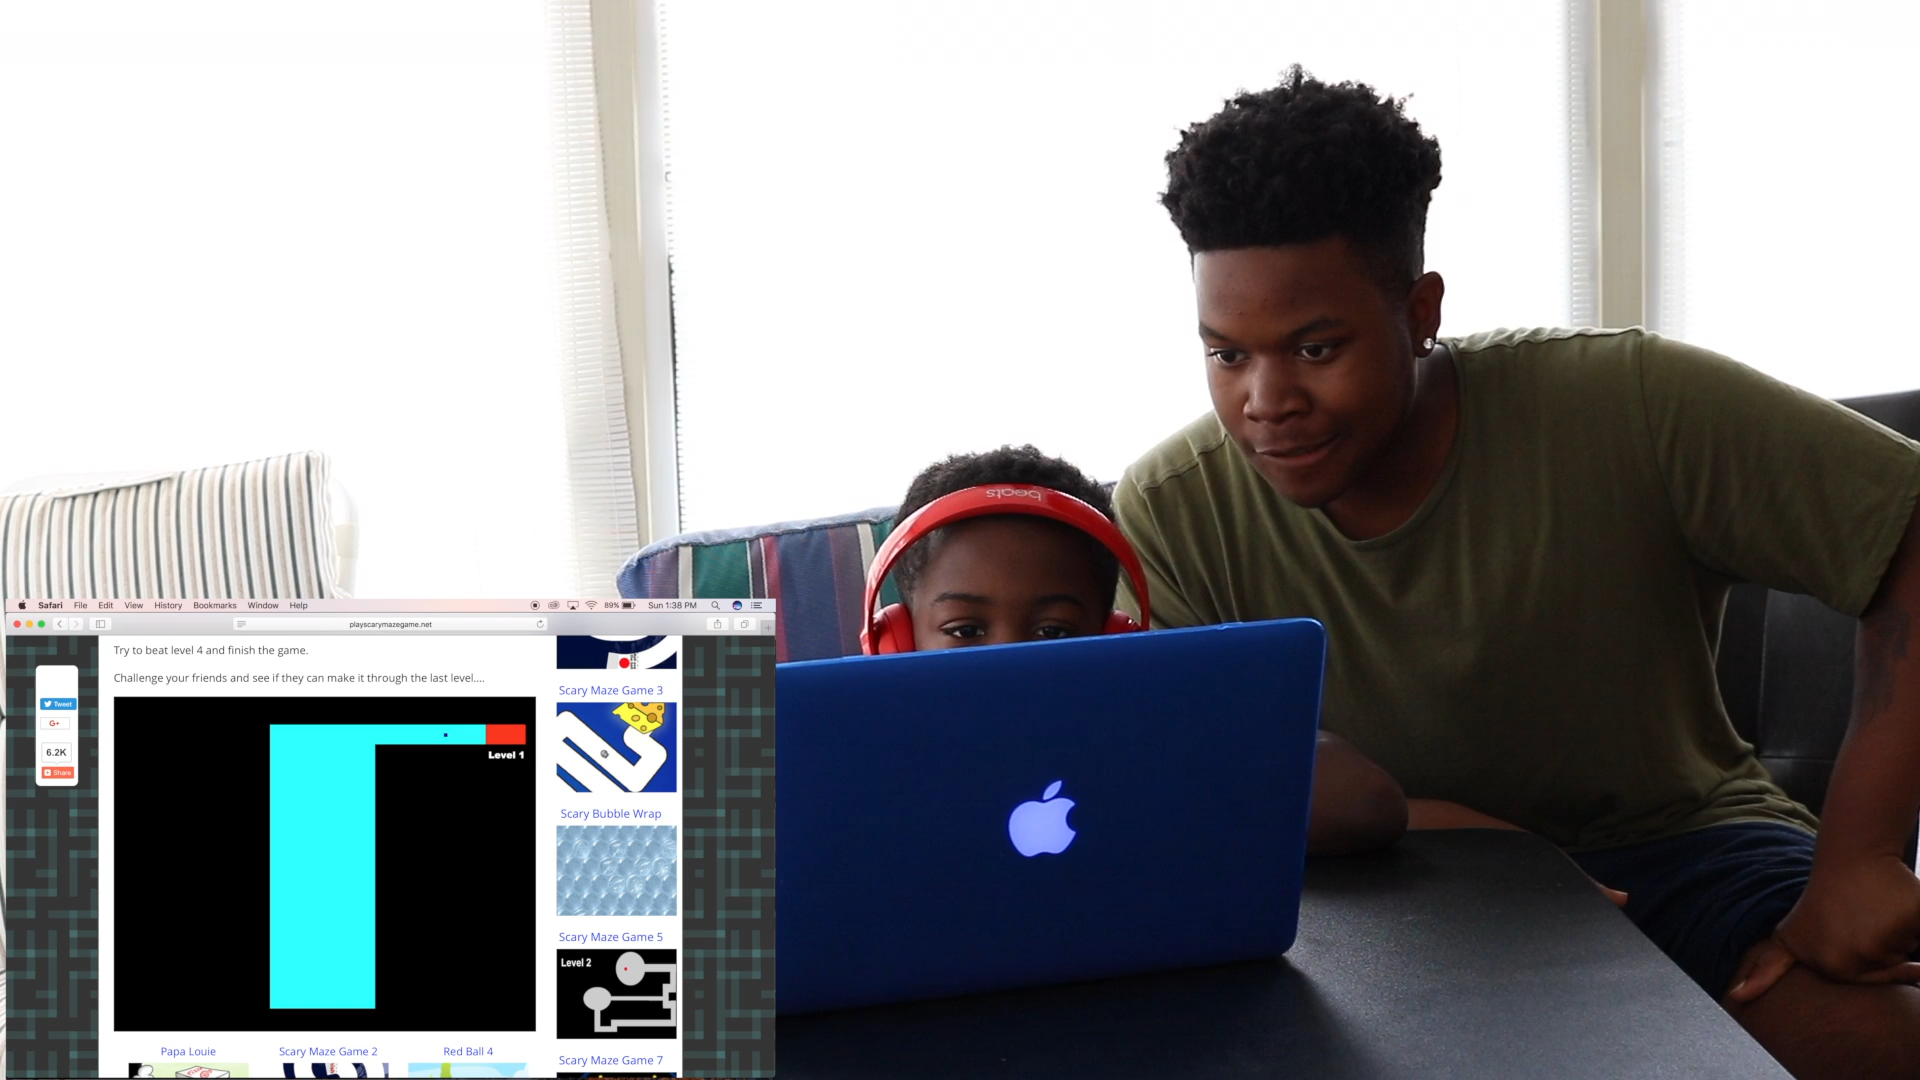 beats
Safari File Edit View History Bookmarks Window Help 89% Sun 1:38 PM
playscarymazegame.net
Try to beat level 4 and finish the game.
Challenge your friends and see if they can make it through the last level....
Tweet
G+
6.2K
Share
Level 1
Scary Maze Game 3
Scary Bubble Wrap
Scary Maze Game 5
Level 2
Scary Maze Game 7
Papa Louie
Scary Maze Game 2
Red Ball 4